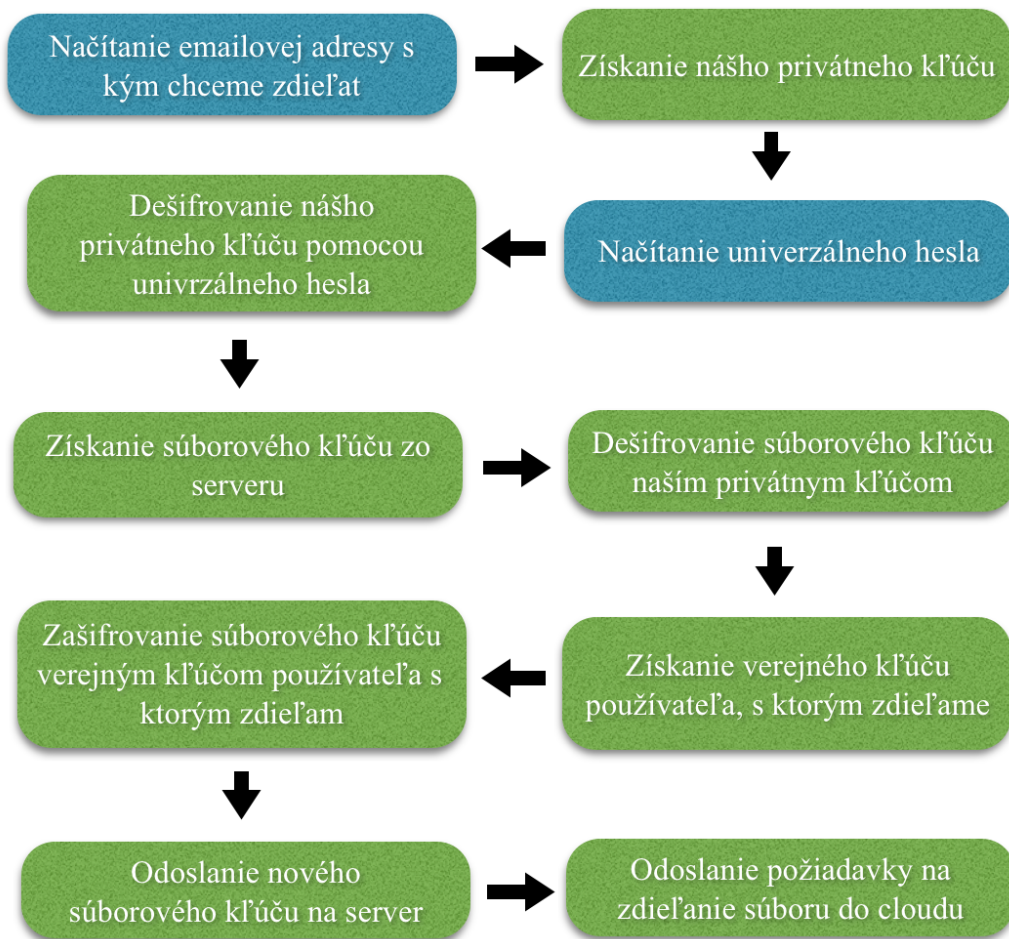 Načítanie emailovej adresy s
kým chceme zdieľat
Získanie nášho privátneho kľúču
Načítanie univerzálneho hesla
Dešifrovanie nášho
privátneho kľúču pomocou
univrzálneho hesla
Získanie súborového kľúču zo
serveru
Dešifrovanie súborového kľúču
naším privátnym kľúčom
Získanie verejného kľúču
používateľa, s ktorým zdieľame
Zašifrovanie súborového kľúču
verejným kľúčom používateľa s
ktorým zdieľam
Odoslanie nového
súborového kľúču na server
Odoslanie požiadavky na
zdieľanie súboru do cloudu